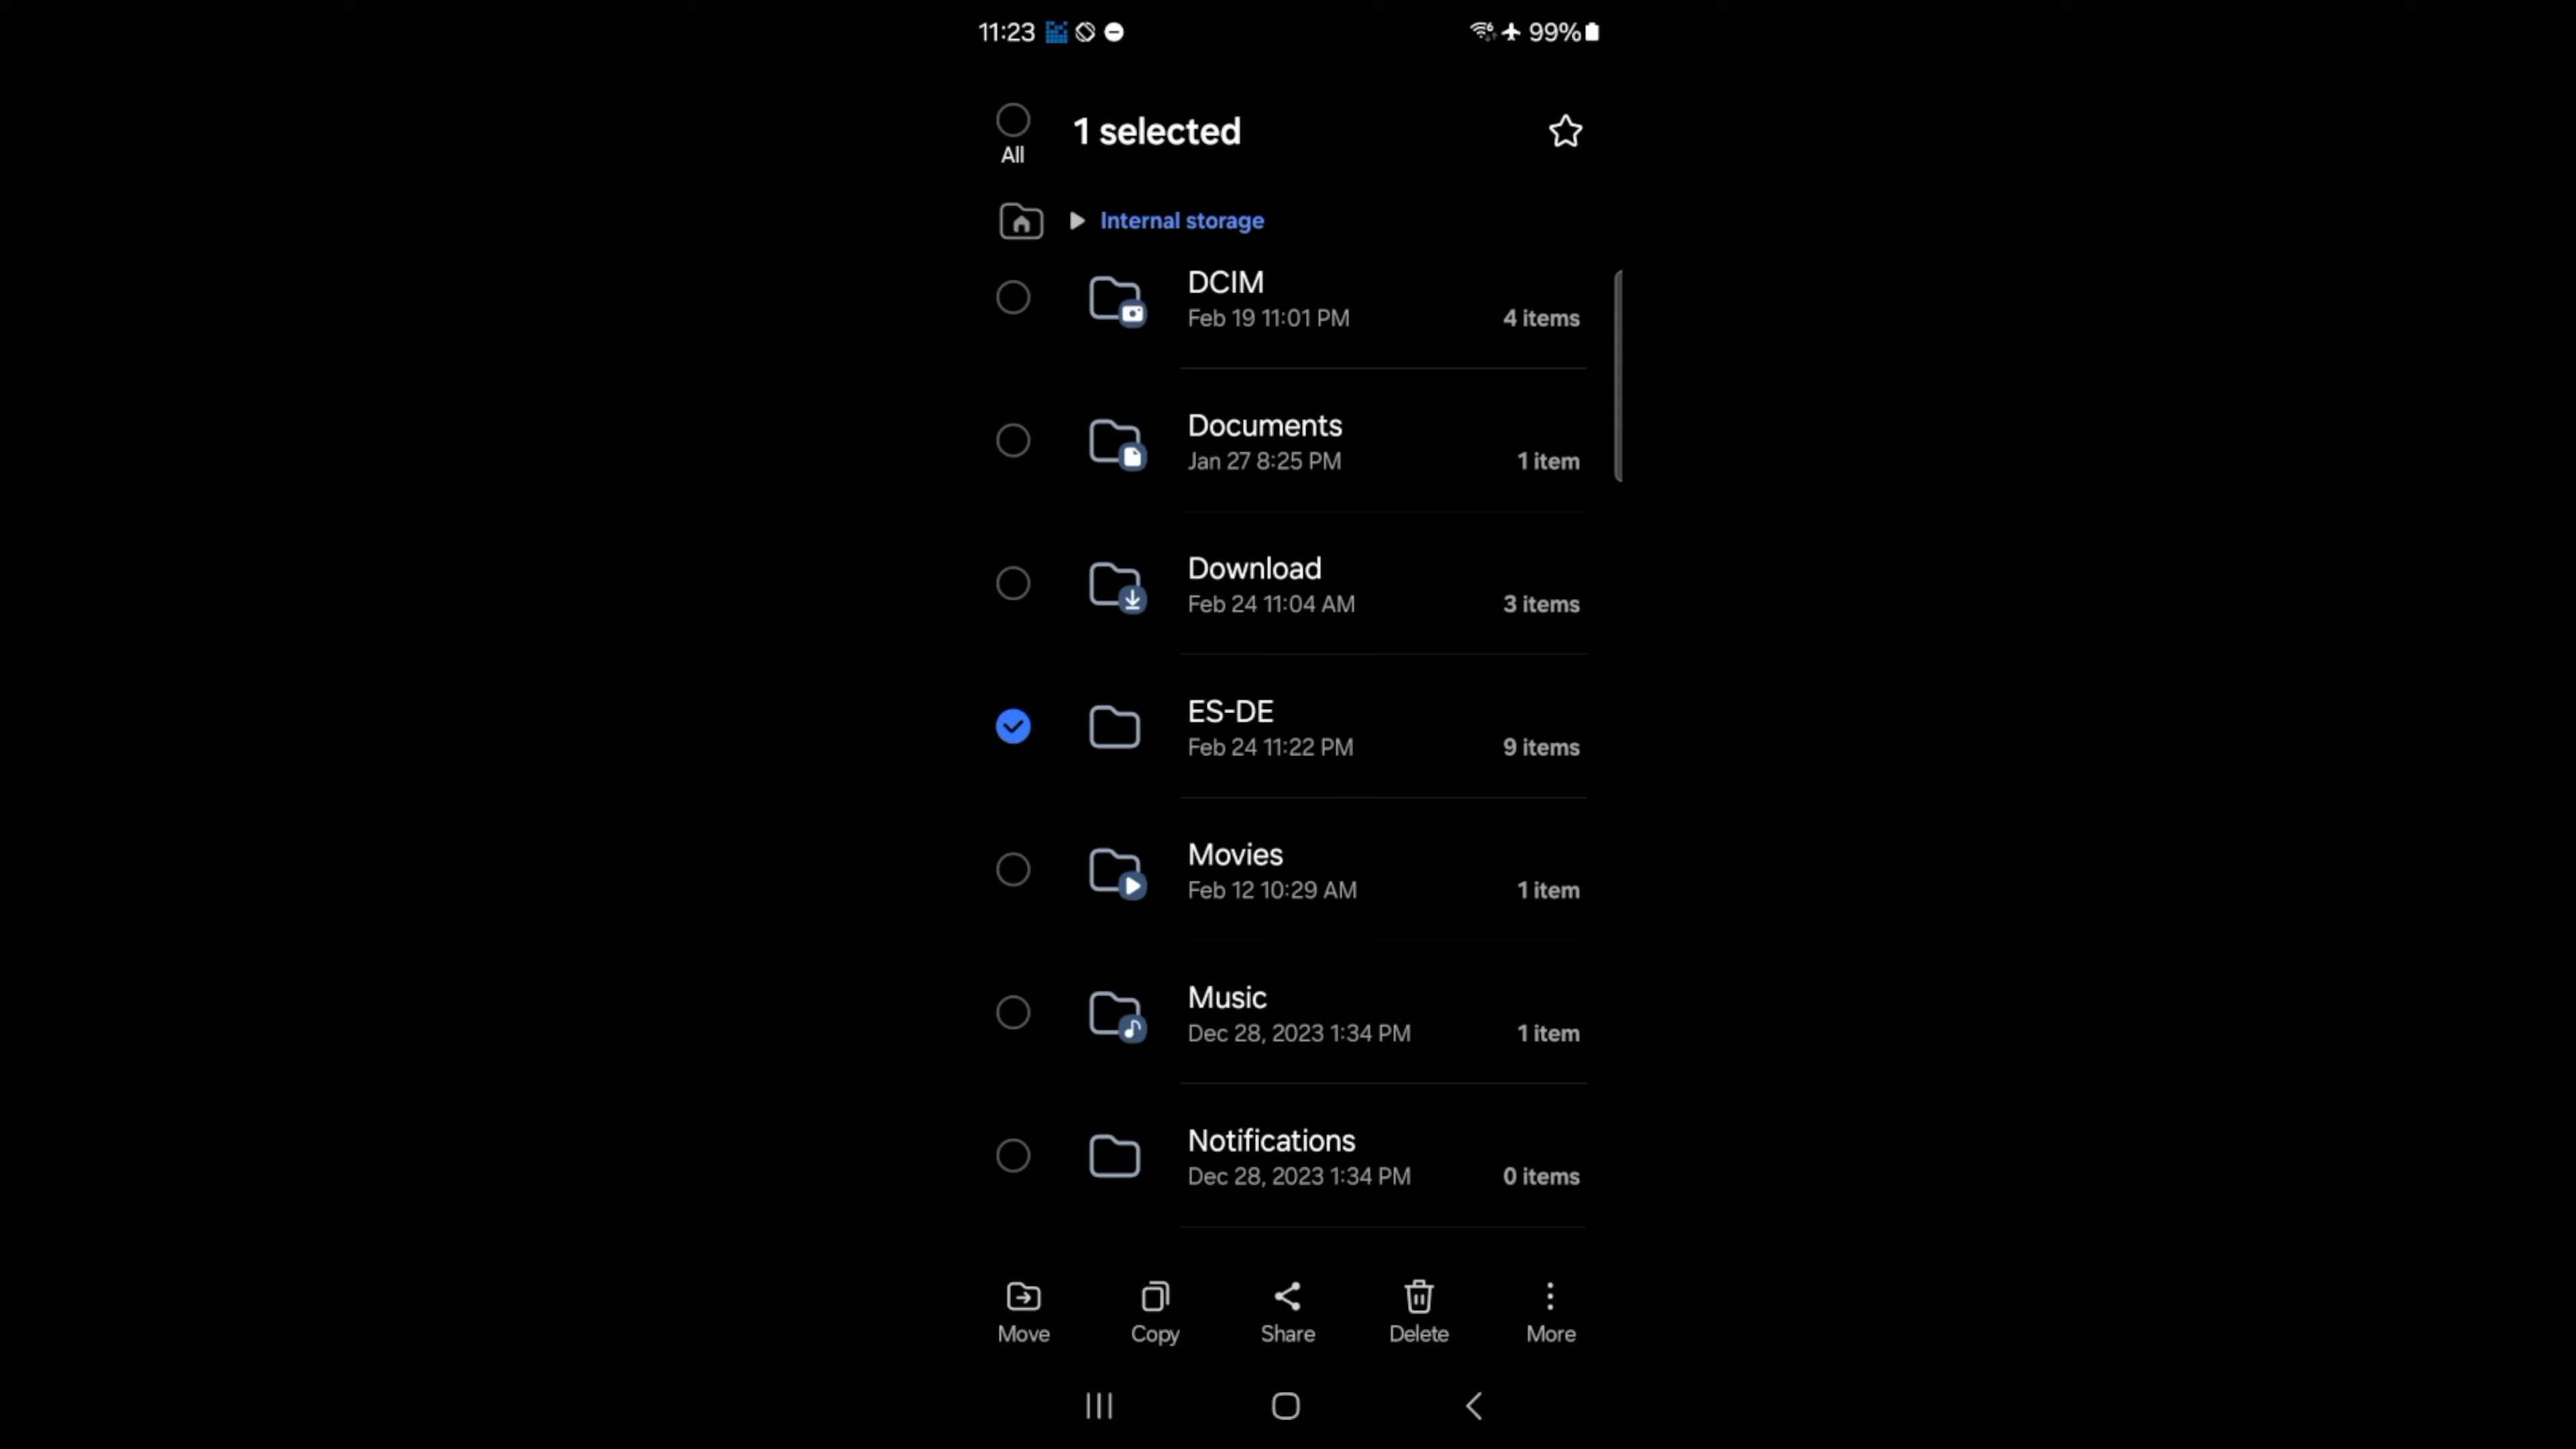 11:23 99%
1 selected
All
Internal storage
DCIM
Feb 19 11:01 PM 4 items
Documents
Jan 27 8:25 PM 1 item
Download
Feb 24 11:04 AM 3 items
ES-DE
Feb 24 11:22 PM 9 items
Movies
Feb 12 10:29 AM 1 item
Music
Dec 28, 2023 1:34 PM 1 item
Notifications
Dec 28, 2023 1:34 PM 0 items
Move Copy Share Delete More